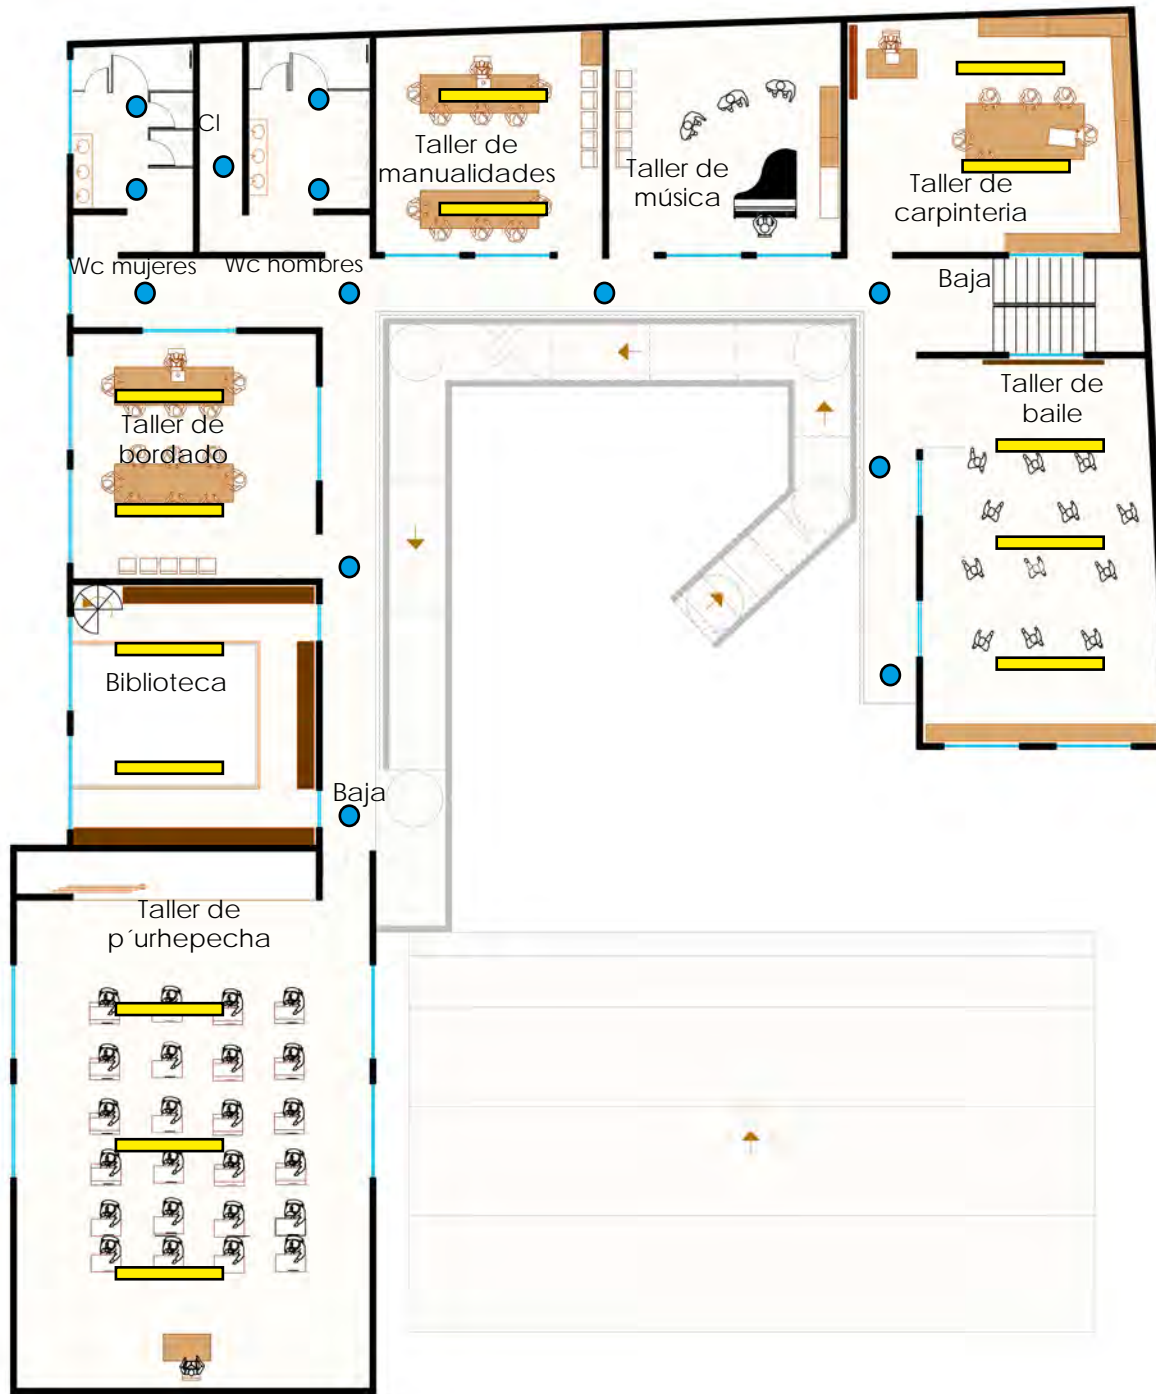 Cl
Taller de
manualidades
Taller de
música
Taller de
carpinteria
Wc mujeres
Wc hombres
Baja
Taller de
bordado
Taller de
baile
Biblioteca
Baja
Taller de
p´urhepecha